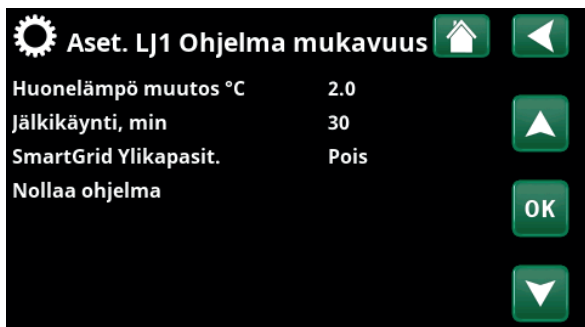 Aset. LJ1 Ohjelma mukavuus
Huonelämpö muutos °C 2.0
Jälkikäynti, min 30
SmartGrid Ylikapasit. Pois
Nollaa ohjelma
OK